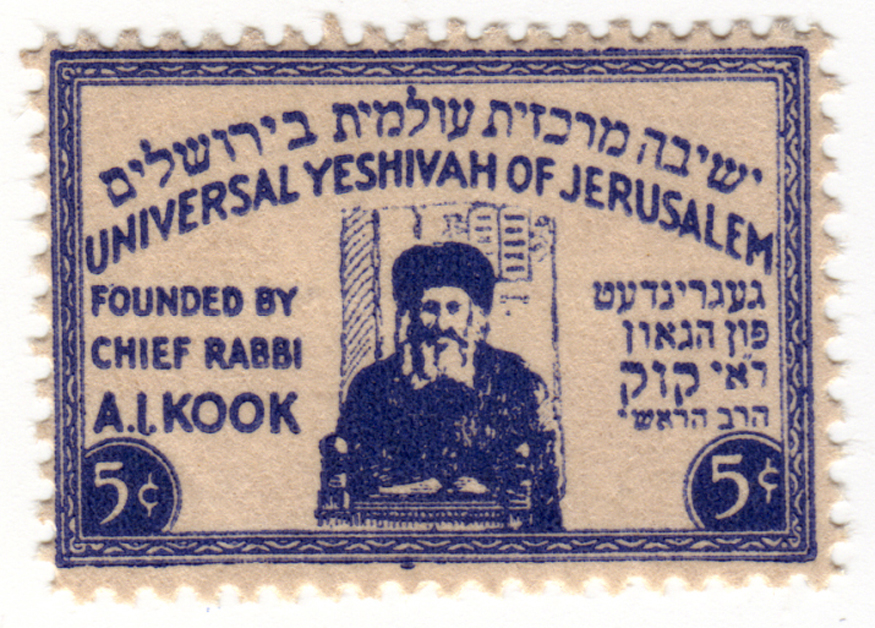 ישיבה מרכזית עולמית בירושלים
UNIVERSAL YESHIVAH OF JERUSALEM
FOUNDED BY
CHIEF RABBI
A.I. KOOK
געגרינדעט
פון הגאון
ראי קוק
הרב הראשי
5¢
5¢